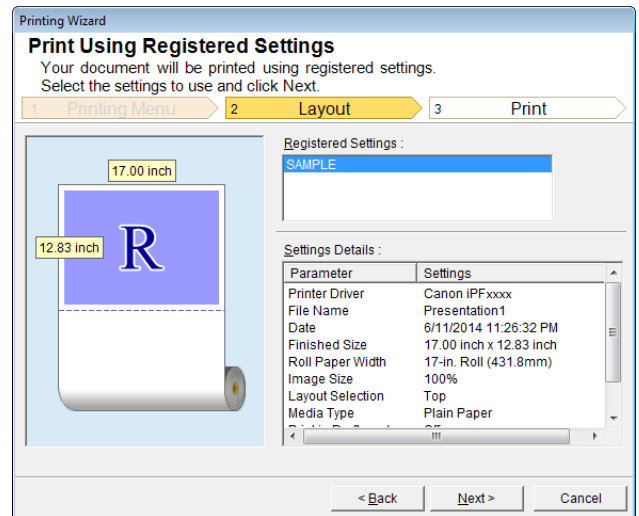 Printing Wizard
Print Using Registered Settings
Your document will be printed using registered settings.
Select the settings to use and click Next.
1 Printing Menu 2 Layout 3 Print
Registered Settings :
SAMPLE
17.00 inch
12.83 inch
R
Settings Details :
Parameter Settings
Printer Driver Canon iPFxxxx
File Name Presentation1
Date 6/11/2014 11:26:32 PM
Finished Size 17.00 inch x 12.83 inch
Roll Paper Width 17-in. Roll (431.8mm)
Image Size 100%
Layout Selection Top
Media Type Plain Paper
< Back Next > Cancel